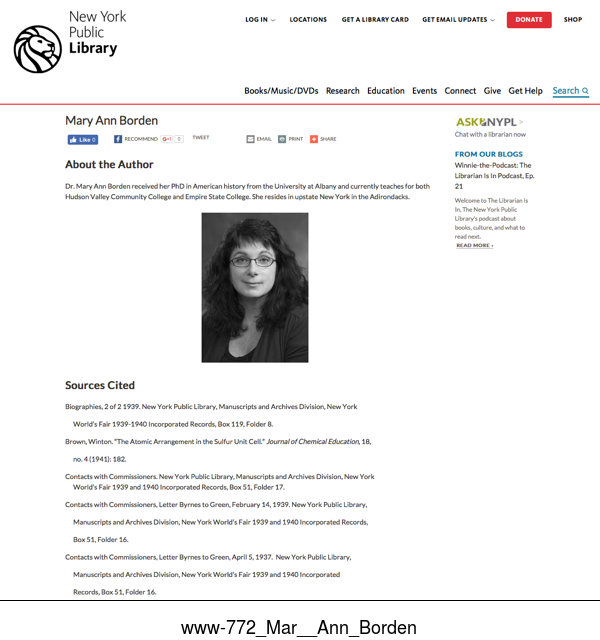 New York
Public
Library
LOG IN
LOCATIONS
GET A LIBRARY CARD
GET EMAIL UPDATES
DONATE
SHOP
Books/Music/DVDs Research Education Events Connect Give Get Help Search
Mary Ann Borden
Like 0
RECOMMEND
G+1 0
TWEET
EMAIL
PRINT
SHARE
About the Author
Dr. Mary Ann Borden received her PhD in American history from the University at Albany and currently teaches for both
Hudson Valley Community College and Empire State College. She resides in upstate New York in the Adirondacks.
ASK NYPL >
Chat with a librarian now
FROM OUR BLOGS
Winnie-the-Podcast: The
Librarian Is In Podcast, Ep.
21
Welcome to The Librarian Is
In, The New York Public
Library's podcast about
books, culture, and what to
read next.
READ MORE ›
Sources Cited
Biographies, 2 of 2 1939. New York Public Library, Manuscripts and Archives Division, New York
World's Fair 1939-1940 Incorporated Records, Box 119, Folder 8.
Brown, Winton. "The Atomic Arrangement in the Sulfur Unit Cell." Journal of Chemical Education, 18,
no. 4 (1941): 182.
Contacts with Commissioners. New York Public Library, Manuscripts and Archives Division, New York
World's Fair 1939 and 1940 Incorporated Records, Box 51, Folder 17.
Contacts with Commissioners, Letter Byrnes to Green, February 14, 1939. New York Public Library,
Manuscripts and Archives Division, New York World's Fair 1939 and 1940 Incorporated Records,
Box 51, Folder 16.
Contacts with Commissioners, Letter Byrnes to Green, April 5, 1937. New York Public Library,
Manuscripts and Archives Division, New York World's Fair 1939 and 1940 Incorporated
Records, Box 51, Folder 16.
www-772_Mar__Ann_Borden